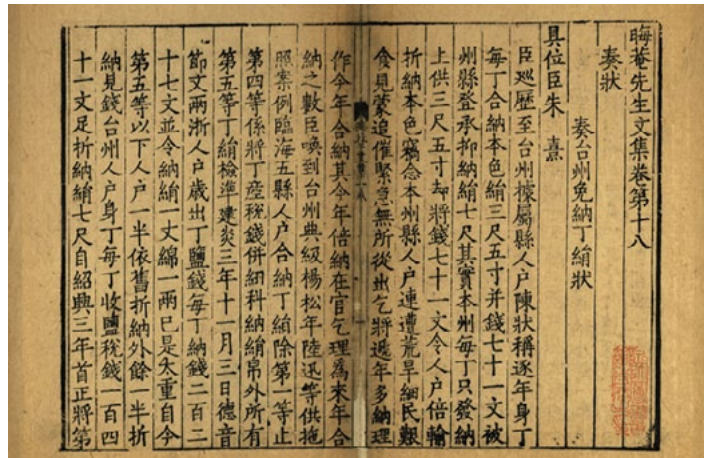 晦菴先生文集卷第十八
奏狀
奏台州免納丁絹狀
具位臣朱熹
臣廵歷至台州據屬縣人户陳狀稱逐年身丁
每丁合納本色絹三尺五寸并錢七十一文被
州縣登承抑納絹七尺其實本州每丁只發納
上供三尺五寸却將錢七十一文令人户倍輸
折納本色竊念本州縣人户連遭荒旱細民艱
食見蒙追催緊急無所從出乞將遞年多納理
作今年合納其今年倍納在官乞理為来年合
納之數臣喚到台州典級楊松年陸迅等供拖
照案例臨海五縣人户合納丁絹除第一等止
第四等係將丁産稅錢併細科納絹帛外所有
第五等丁絹檢凖建炎三年十一月三日德音
節文兩浙人户歲出丁鹽錢每丁納錢二百二
十七文並令納絹一丈綿一兩已是太重自今
第五等以下人户一半依舊折納外餘一半折
納見錢台州人户身丁每丁收鹽稅錢一百四
十一文足折納絹七尺自紹興三年首正將第